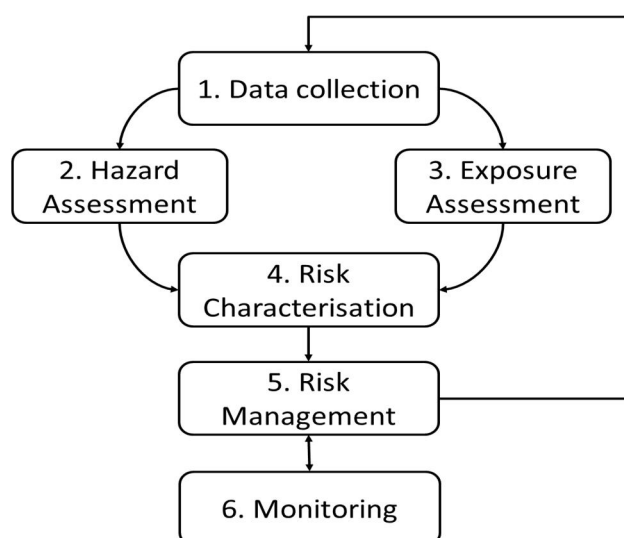 1. Data collection
2. Hazard
Assessment
3. Exposure
Assessment
4. Risk
Characterisation
5. Risk
Management
6. Monitoring